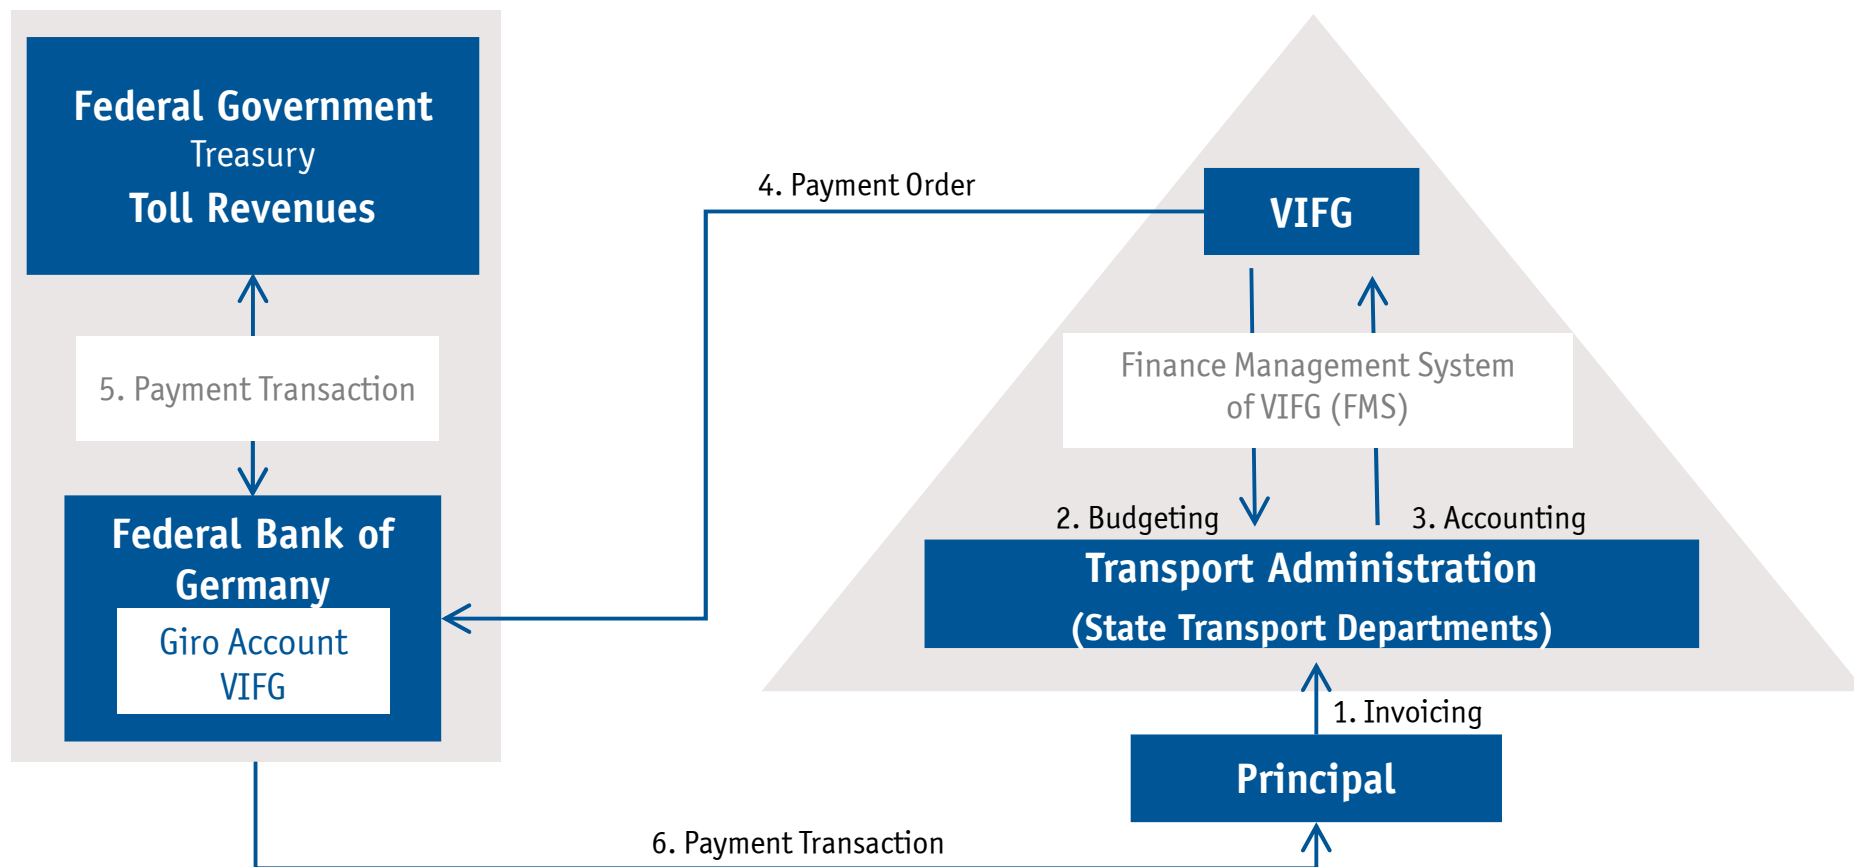 Federal Government
Treasury
Toll Revenues
5. Payment Transaction
Federal Bank of
Germany
Giro Account
VIFG
4. Payment Order
VIFG
Finance Management System
of VIFG (FMS)
2. Budgeting
3. Accounting
Transport Administration
(State Transport Departments)
1. Invoicing
Principal
6. Payment Transaction